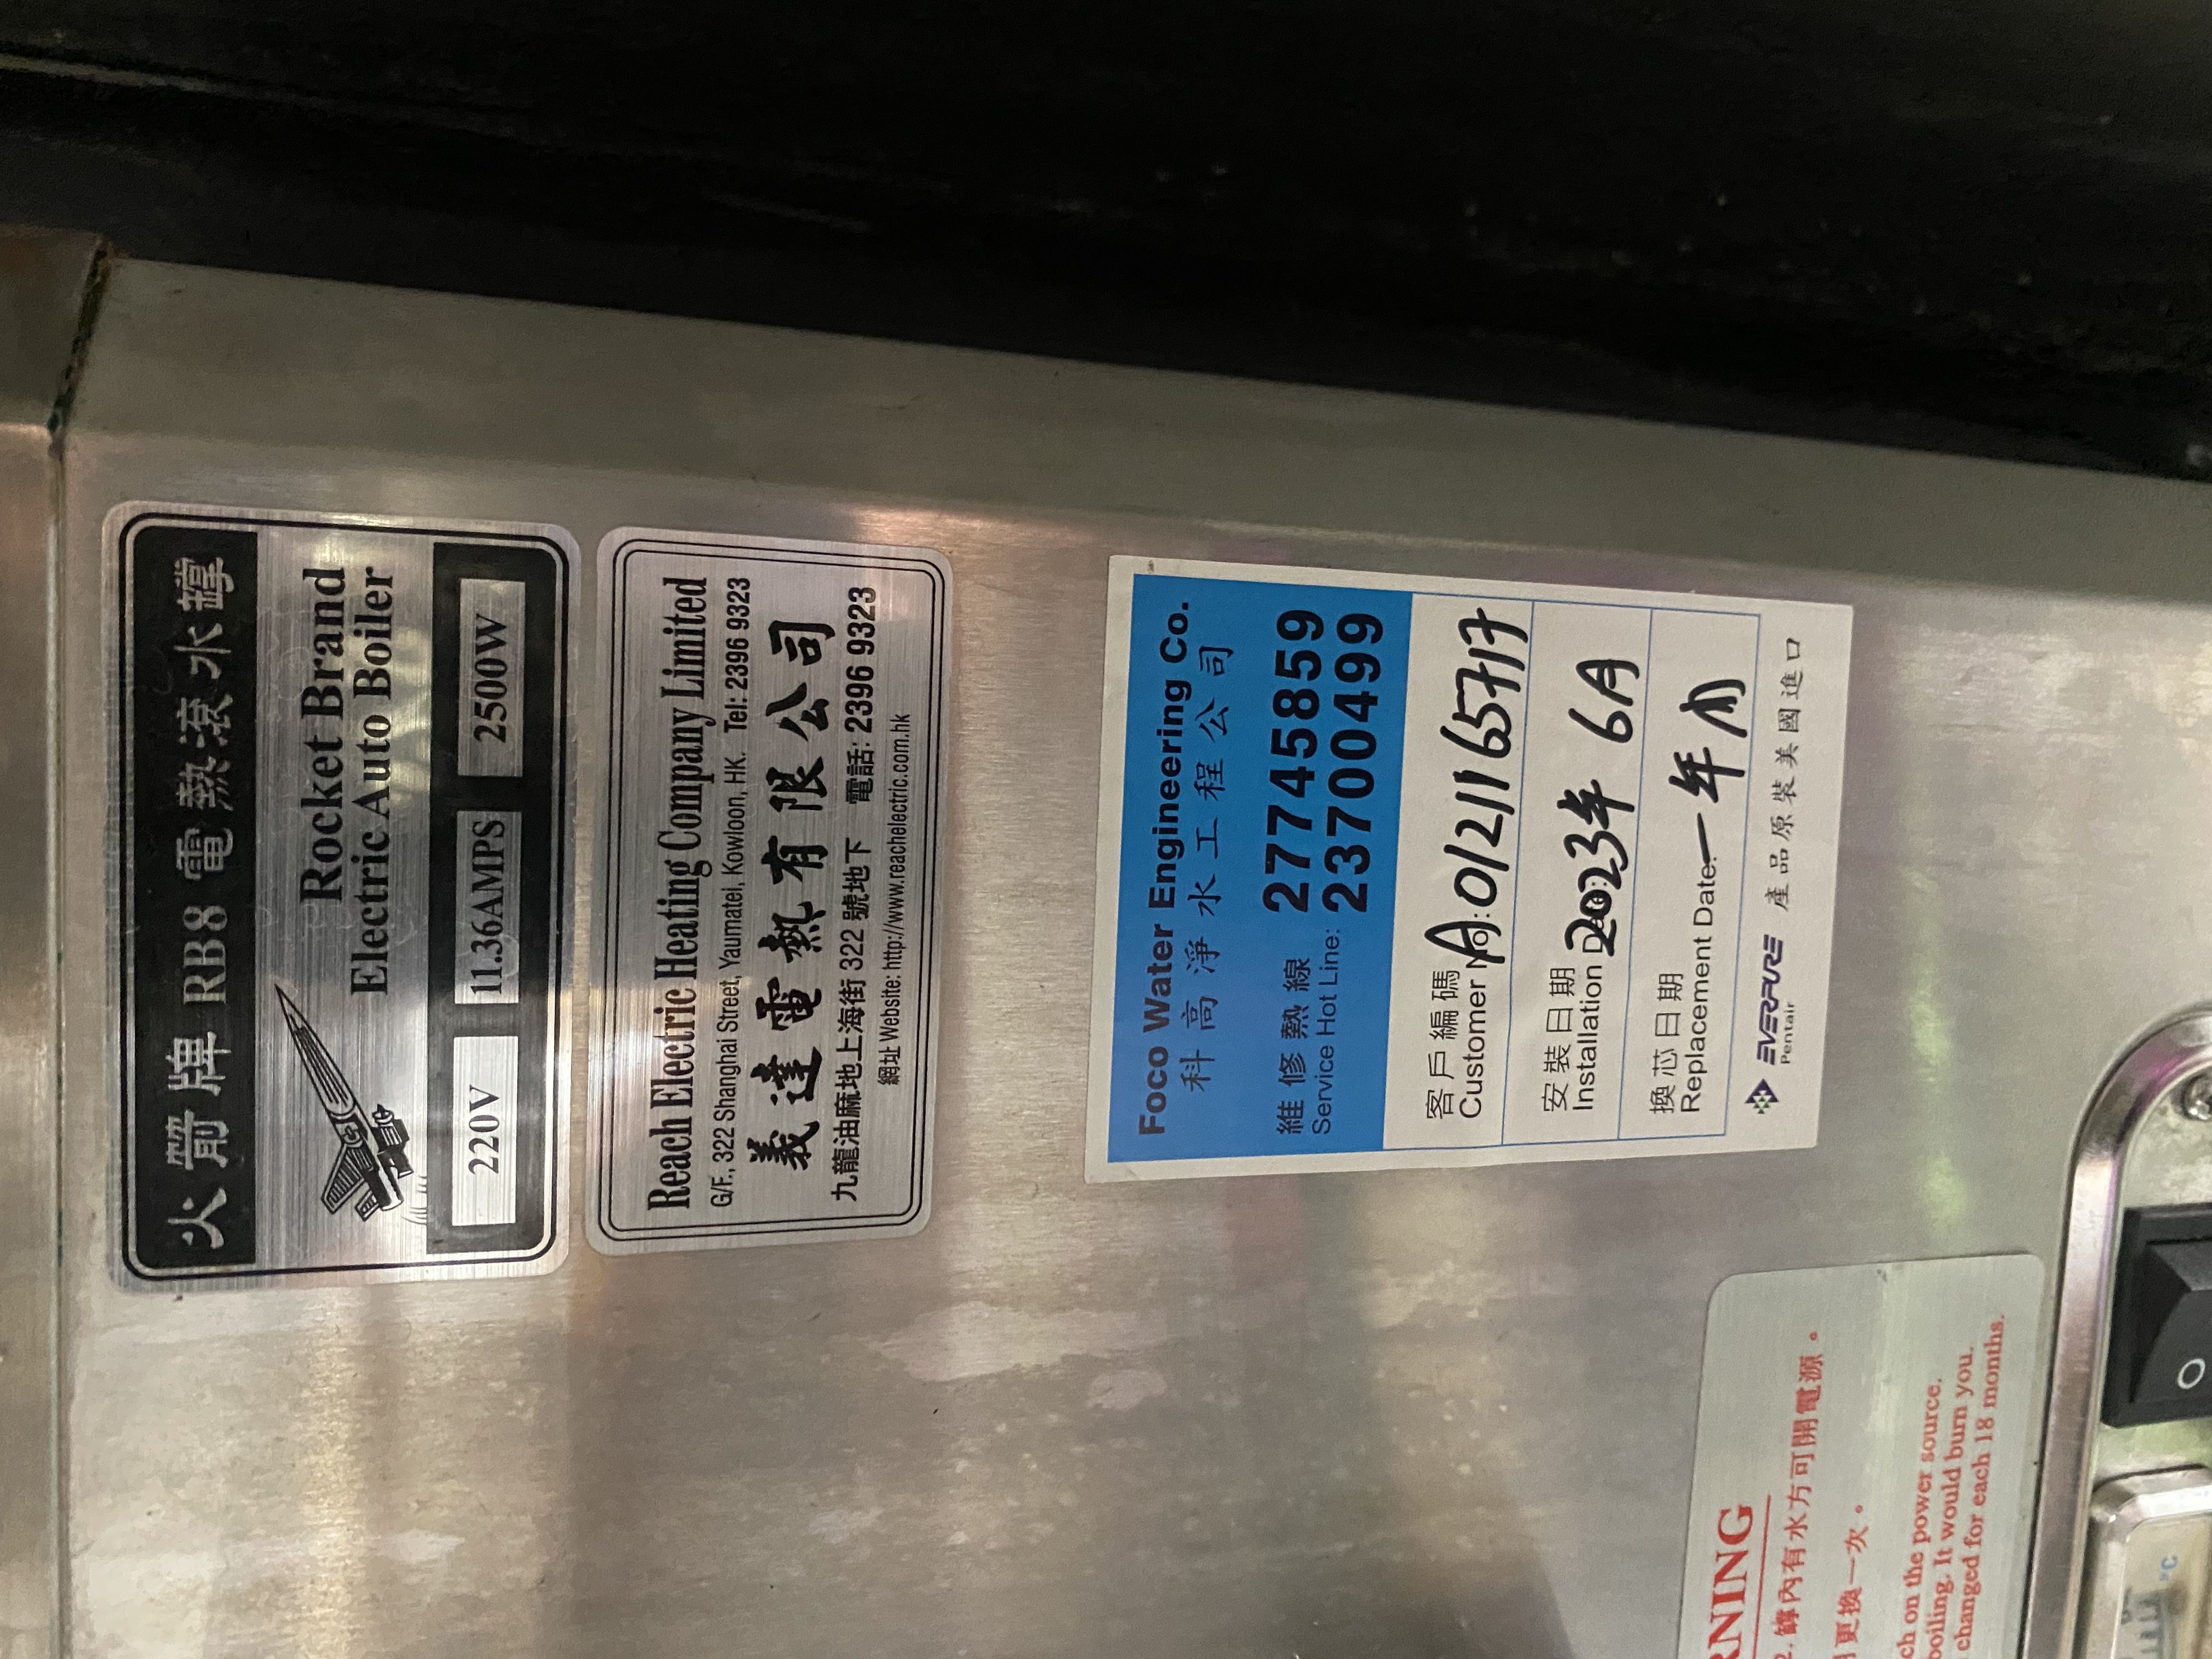 火箭牌 RB8 電熱滾水罉
Rocket Brand
Electric Auto Boiler
220V 11.36AMPS 2500W
Reach Electric Heating Company Limited
G/F., 322 Shanghai Street, Yaumatei, Kowloon, HK. Tel: 2396 9323
義達電熱有限公司
九龍油麻地上海街 322 號地下 電話: 2396 9323
網址 Website: http://www.reachelectric.com.hk
Foco Water Engineering Co.
科高淨水工程公司
維修熱線 27745859
Service Hot Line: 23700499
客戶編碼
Customer No: A
安裝日期
Installation 2023年 6月
換芯日期
Replacement Date: 一年內
EVERPURE 產品原裝美國進口
Pentair
RNING
2. 罉內有水方可開電源。
月更換一次。
ch on the power source.
boiling. It would burn you.
changed for each 18 months.
°C